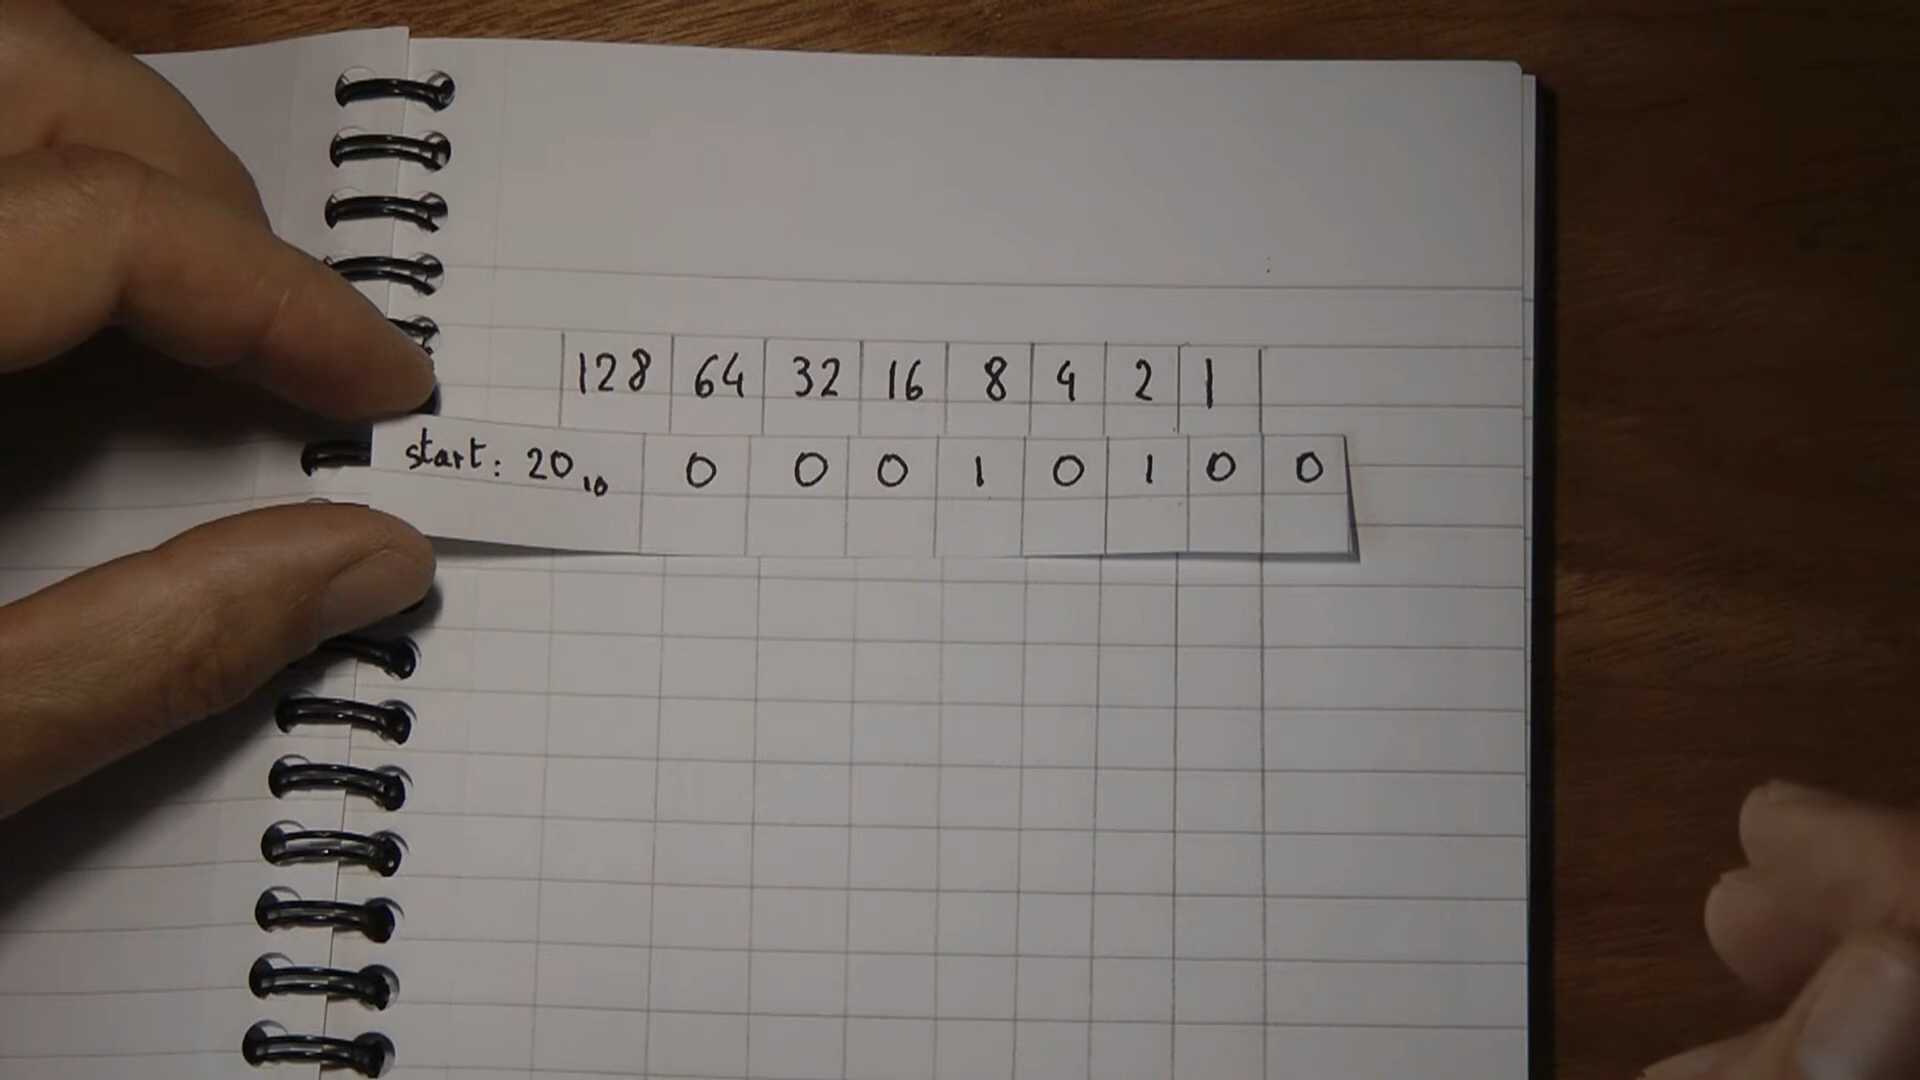 128 64 32 16 8 4 2 1
start: 20₁₀ 0 0 0 1 0 1 0 0